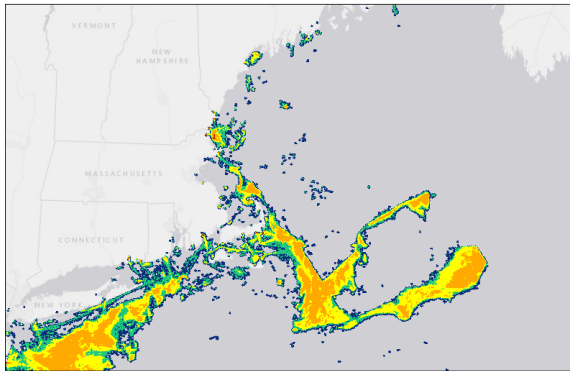 VERMONT
NEW
HAMPSHIRE
MASSACHUSETTS
CONNECTICUT
NEW YORK